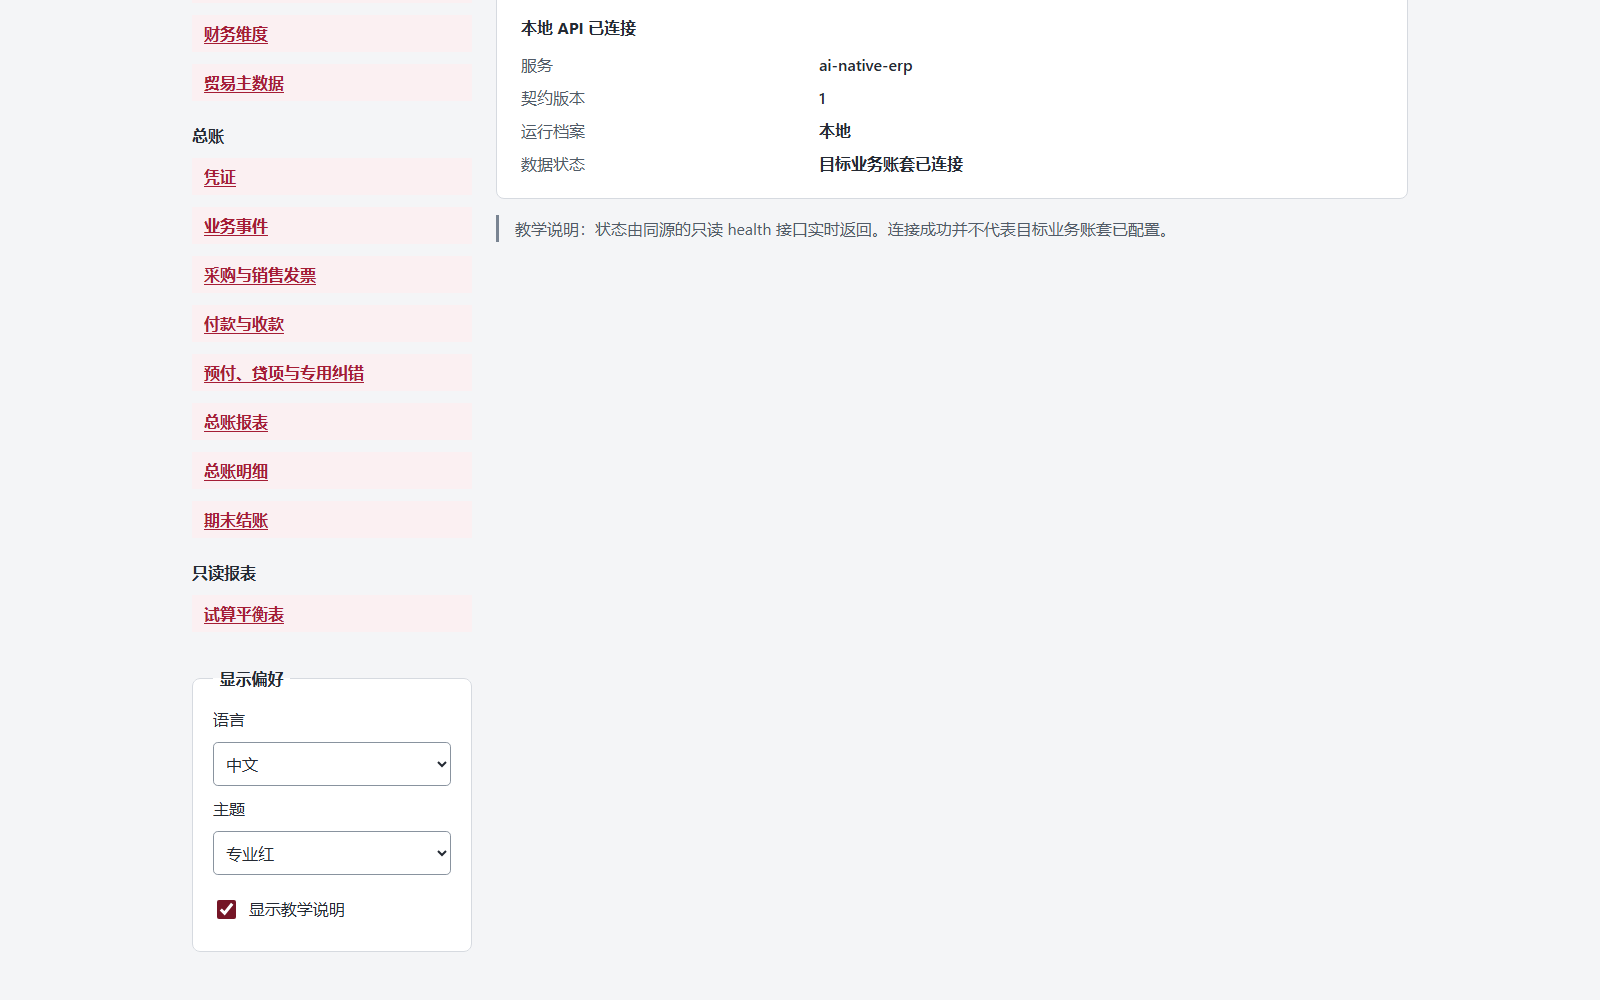 财务维度
贸易主数据
总账
凭证
业务事件
采购与销售发票
付款与收款
预付、贷项与专用纠错
总账报表
总账明细
期末结账
只读报表
试算平衡表
显示偏好
语言
中文
主题
专业红
显示教学说明
本地 API 已连接
服务 ai-native-erp
契约版本 1
运行档案 本地
数据状态 目标业务账套已连接
教学说明：状态由同源的只读 health 接口实时返回。连接成功并不代表目标业务账套已配置。